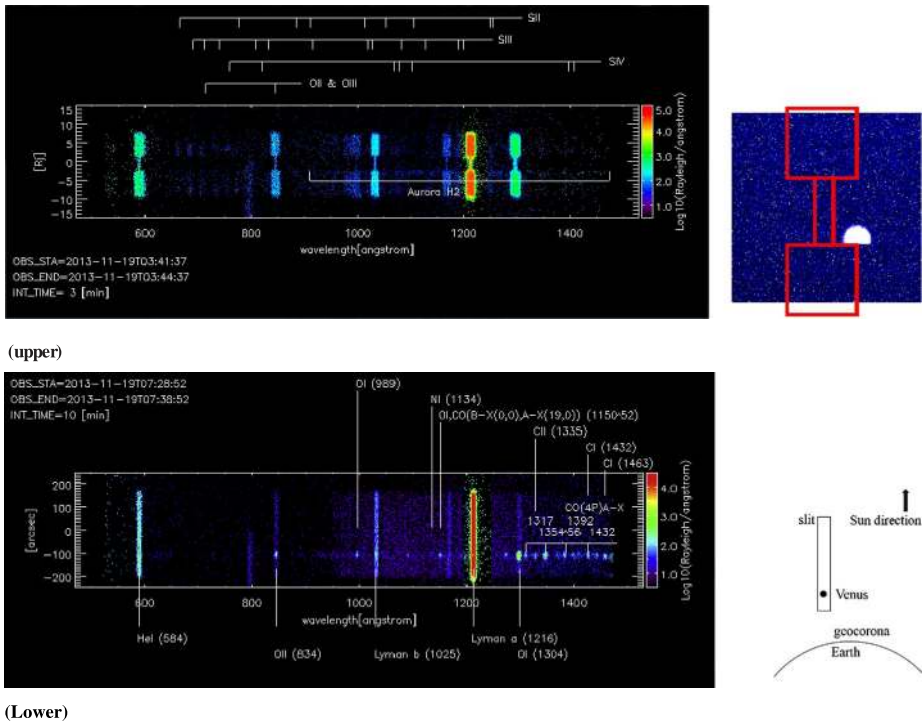 SII
SIII
SIV
OII & OIII
15
10
5
0
-5
-10
-15
[Rj]
Aurora H2
600 800 1000 1200 1400
wavelength[angstrom]
5.0
4.0
3.0
2.0
1.0
Log10(Rayleigh/angstrom)
OBS_STA=2013-11-19T03:41:37
OBS_END=2013-11-19T03:44:37
INT_TIME= 3 [min]
(upper)
OBS_STA=2013-11-19T07:28:52
OBS_END=2013-11-19T07:38:52
INT_TIME=10 [min]
OI (989)
NI (1134)
OI,CO(B-X(0,0),A-X(19,0)) (1150-52)
CII (1335)
CI (1432)
CI (1463)
CO(4P)A-X
1317 1392
1354-56 1432
200
100
0
-100
-200
[arcsec]
600 800 1000 1200 1400
wavelength[angstrom]
4.0
3.0
2.0
1.0
Log10(Rayleigh/angstrom)
HeI (584)
OII (834)
Lyman b (1025)
Lyman a (1216)
OI (1304)
slit
Sun direction
Venus
geocorona
Earth
(Lower)